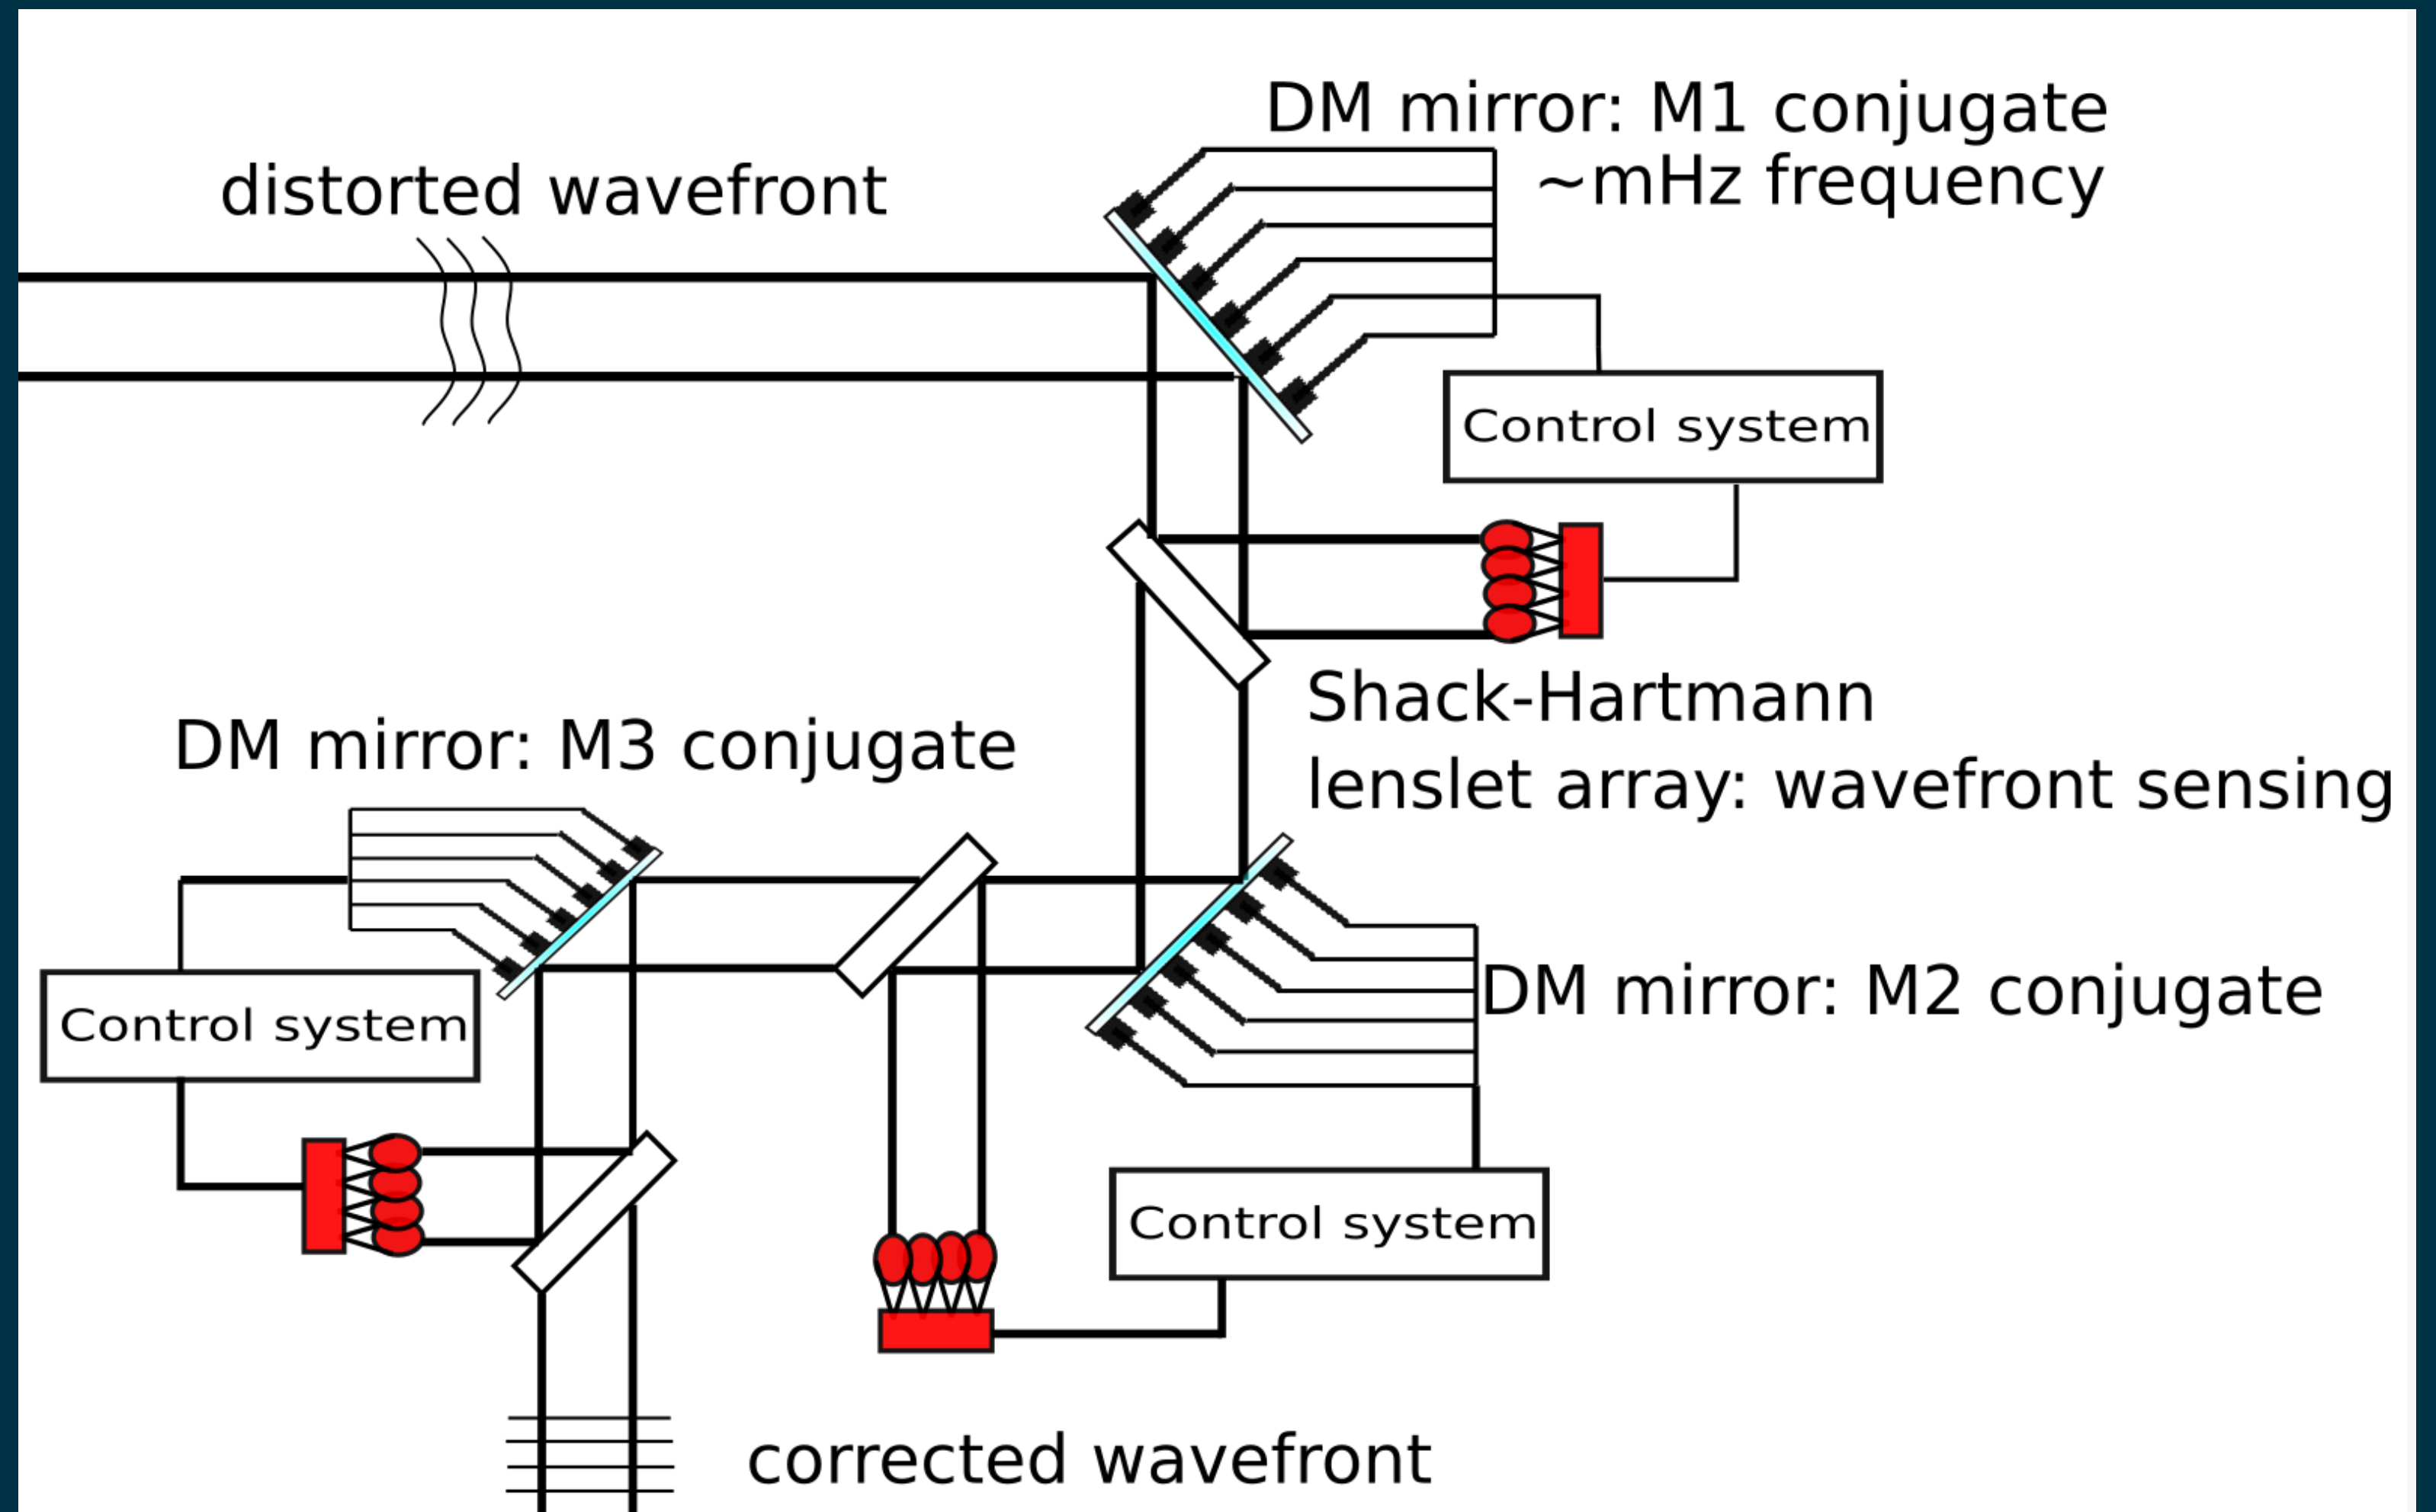 DM mirror: M1 conjugate
~mHz frequency
distorted wavefront
Control system
Shack-Hartmann
lenslet array: wavefront sensing
DM mirror: M3 conjugate
DM mirror: M2 conjugate
Control system
Control system
corrected wavefront